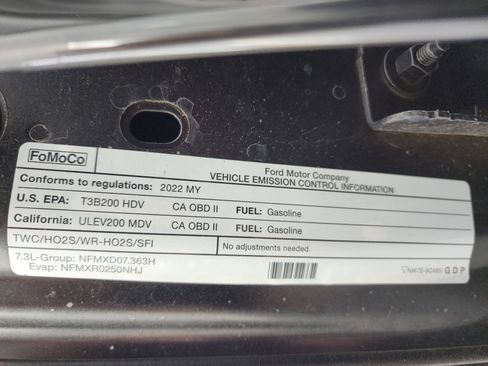 FoMoCo
Ford Motor Company
VEHICLE EMISSION CONTROL INFORMATION
Conforms to regulations: 2022 MY
U.S. EPA: T3B200 HDV CA OBD II FUEL: Gasoline
California: ULEV200 MDV CA OBD II FUEL: Gasoline
TWC/HO2S/WR-HO2S/SFI No adjustments needed.
7.3L-Group: NFMXD07.363H
Evap: NFMXR0250NHJ
GDP